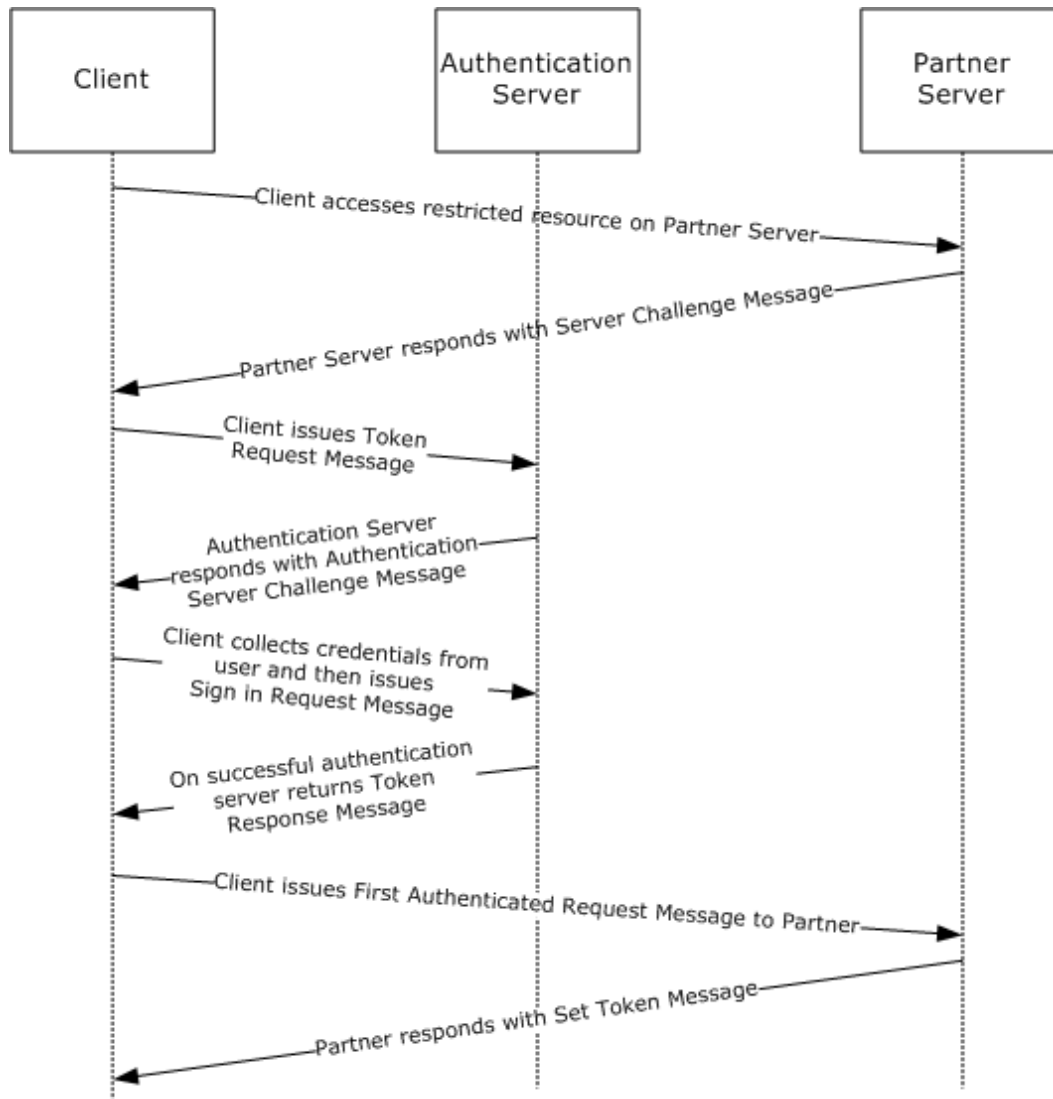 Client
Authentication
Server
Partner
Server
Client accesses restricted resource on Partner Server
Partner Server responds with Server Challenge Message
Client issues Token
Request Message
Authentication Server
responds with Authentication
Server Challenge Message
Client collects credentials from
user and then issues
Sign in Request Message
On successful authentication
server returns Token
Response Message
Client issues First Authenticated Request Message to Partner
Partner responds with Set Token Message